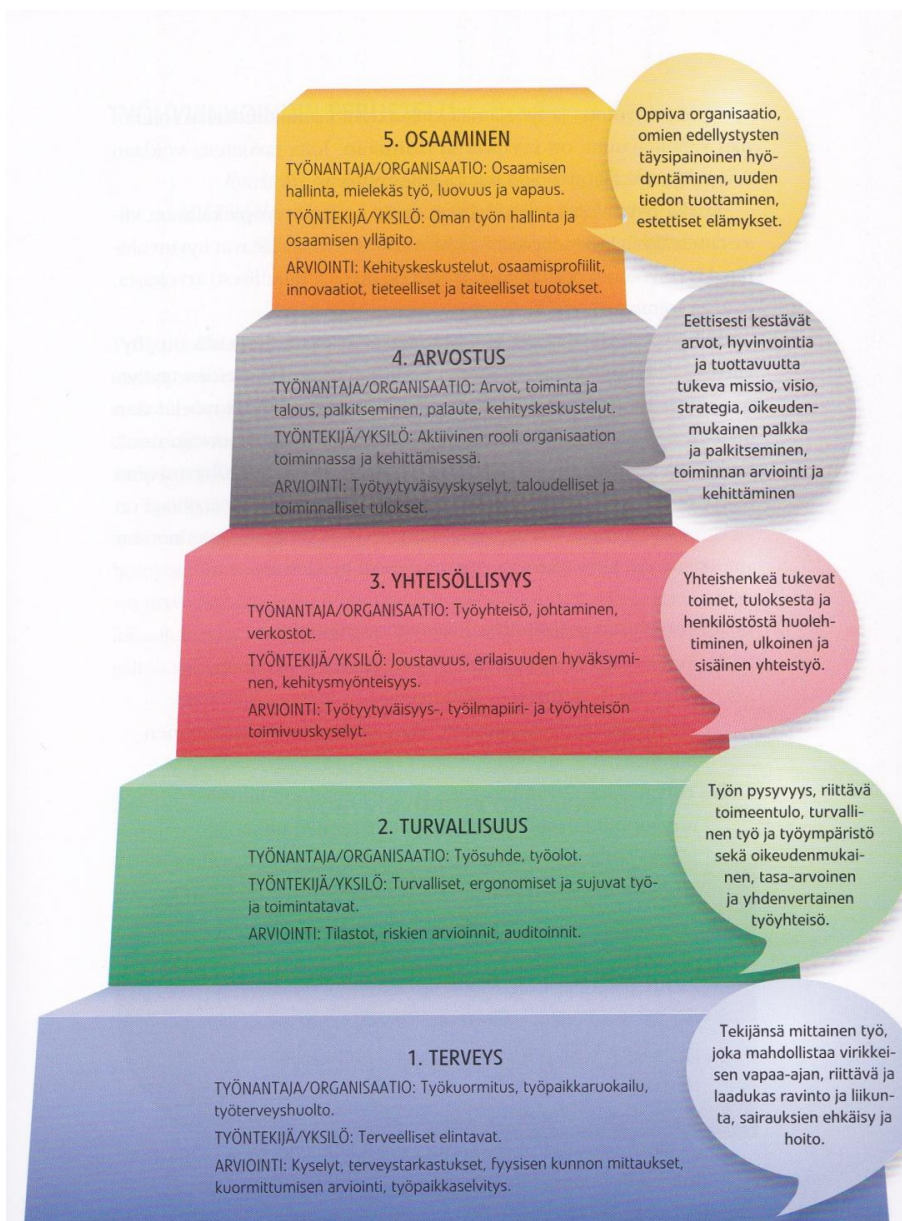 5. OSAAMINEN
TYÖNANTAJA/ORGANISAATIO: Osaamisen
hallinta, mielekäs työ, luovuus ja vapaus.
TYÖNTEKIJÄ/YKSILÖ: Oman työn hallinta ja
osaamisen ylläpito.
ARVIOINTI: Kehityskeskustelut, osaamisprofiilit,
innovaatiot, tieteelliset ja taiteelliset tuotokset.
Oppiva organisaatio,
omien edellytysten
täysipainoinen hyö-
dyntäminen, uuden
tiedon tuottaminen,
estettiset elämykset.
4. ARVOSTUS
TYÖNANTAJA/ORGANISAATIO: Arvot, toiminta ja
talous, palkitseminen, palaute, kehityskeskustelut.
TYÖNTEKIJÄ/YKSILÖ: Aktiivinen rooli organisaation
toiminnassa ja kehittämisessä.
ARVIOINTI: Työtyytyväisyyskyselyt, taloudelliset ja
toiminnalliset tulokset.
Eettisesti kestävät
arvot, hyvinvointia
ja tuottavuutta
tukeva missio, visio,
strategia, oikeuden-
mukainen palkka
ja palkitseminen,
toiminnan arviointi ja
kehittäminen
3. YHTEISÖLLISYYS
TYÖNANTAJA/ORGANISAATIO: Työyhteisö, johtaminen,
verkostot.
TYÖNTEKIJÄ/YKSILÖ: Joustavuus, erilaisuuden hyväksymi-
nen, kehitysmyönteisyys.
ARVIOINTI: Työtyytyväisyys-, työilmapiiri- ja työyhteisön
toimivuuskyselyt.
Yhteishenkeä tukevat
toimet, tuloksesta ja
henkilöstöstä huoleh-
timinen, ulkoinen ja
sisäinen yhteistyö.
2. TURVALLISUUS
TYÖNANTAJA/ORGANISAATIO: Työsuhde, työolot.
TYÖNTEKIJÄ/YKSILÖ: Turvalliset, ergonomiset ja sujuvat työ-
ja toimintatavat.
ARVIOINTI: Tilastot, riskien arvioinnit, auditoinnit.
Työn pysyvyys, riittävä
toimeentulo, turvalli-
nen työ ja työympäristö
sekä oikeudenmukai-
nen, tasa-arvoinen
ja yhdenvertainen
työyhteisö.
1. TERVEYS
TYÖNANTAJA/ORGANISAATIO: Työkuormitus, työpaikkaruokailu,
työterveyshuolto.
TYÖNTEKIJÄ/YKSILÖ: Terveelliset elintavat.
ARVIOINTI: Kyselyt, terveystarkastukset, fyysisen kunnon mittaukset,
kuormittumisen arviointi, työpaikkaselvitys.
Tekijänsä mittainen työ,
joka mahdollistaa virikkei-
sen vapaa-ajan, riittävä ja
laadukas ravinto ja liikun-
ta, sairauksien ehkäisy ja
hoito.